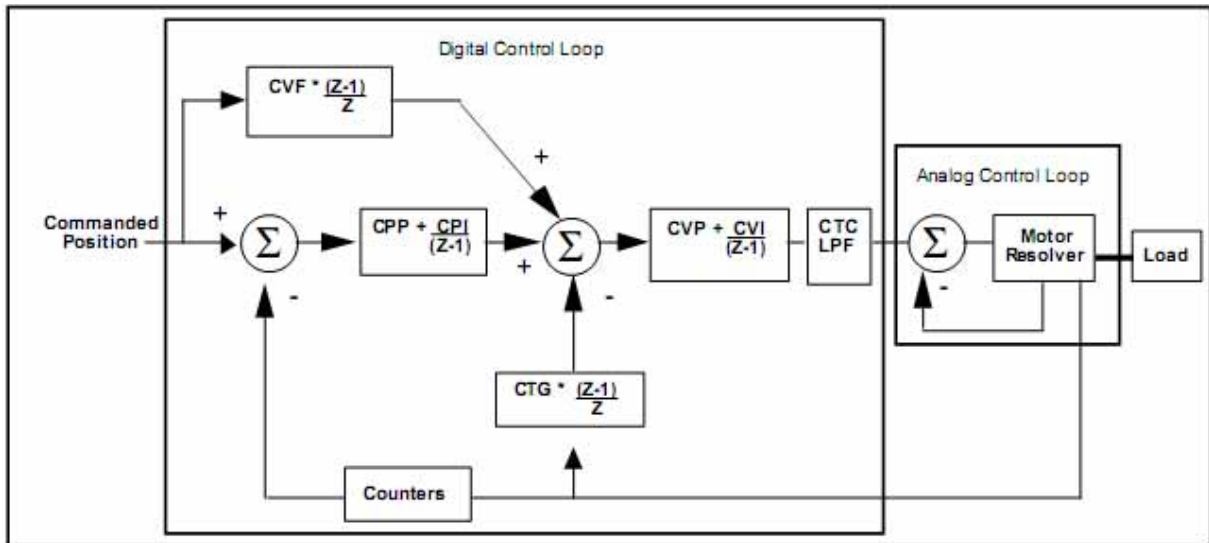 Digital Control Loop
CVF * (Z-1)
Z
+
Analog Control Loop
Commanded
Position
+
Σ
CPP + CPI
(Z-1)
+
Σ
CVP + CVI
(Z-1)
CTC
LPF
Σ
Motor
Resolver
Load
-
-
-
CTG * (Z-1)
Z
Counters